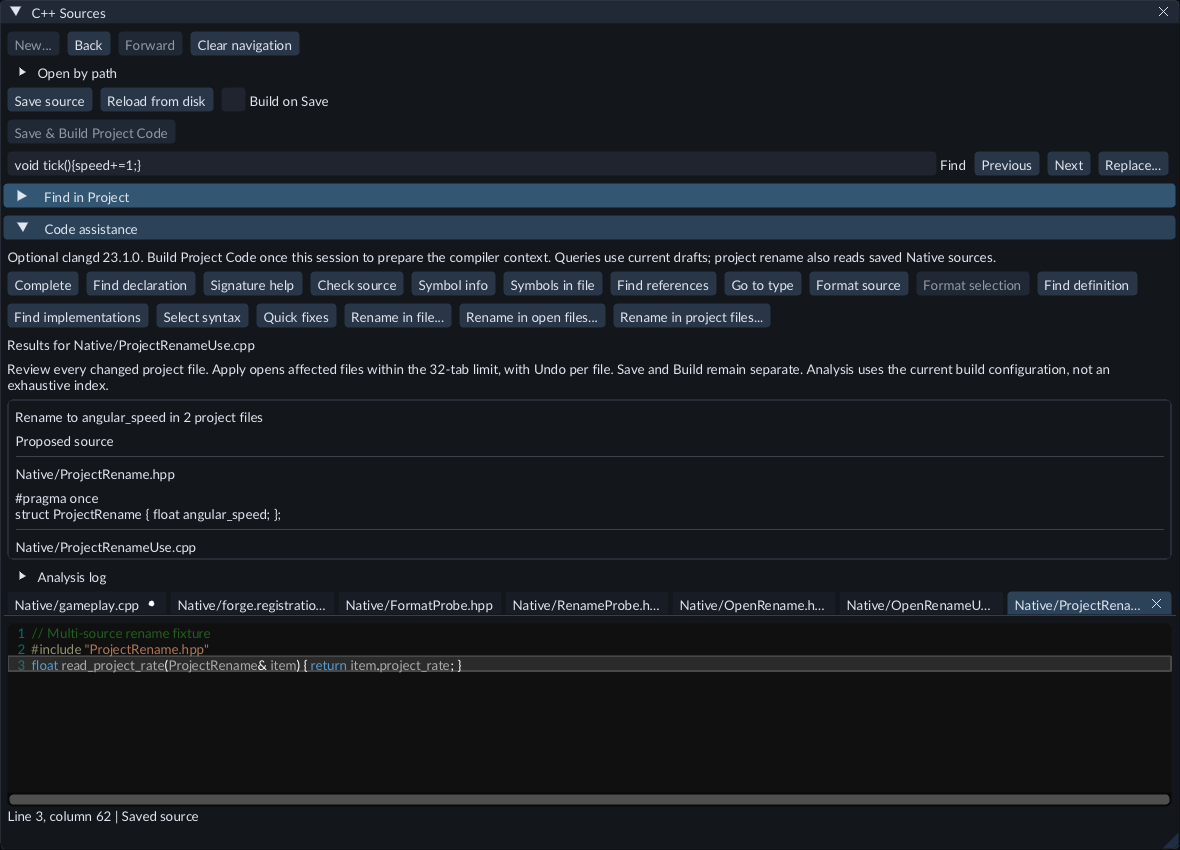 C++ Sources
New... Back Forward Clear navigation
Open by path
Save source Reload from disk Build on Save
Save & Build Project Code
void tick(){speed+=1;} Find Previous Next Replace...
Find in Project
Code assistance
Optional clangd 23.1.0. Build Project Code once this session to prepare the compiler context. Queries use current drafts; project rename also reads saved Native sources.
Complete Find declaration Signature help Check source Symbol info Symbols in file Find references Go to type Format source Format selection Find definition
Find implementations Select syntax Quick fixes Rename in file... Rename in open files... Rename in project files...
Results for Native/ProjectRenameUse.cpp
Review every changed project file. Apply opens affected files within the 32-tab limit, with Undo per file. Save and Build remain separate. Analysis uses the current build configuration, not an
exhaustive index.
Rename to angular_speed in 2 project files
Proposed source
Native/ProjectRename.hpp
#pragma once
struct ProjectRename { float angular_speed; };
Native/ProjectRenameUse.cpp
Analysis log
Native/gameplay.cpp Native/forge.registratio... Native/FormatProbe.hpp Native/RenameProbe.h... Native/OpenRename.h... Native/OpenRenameU... Native/ProjectRena...
1 // Multi-source rename fixture
2 #include "ProjectRename.hpp"
3 float read_project_rate(ProjectRename& item) { return item.project_rate; }
Line 3, column 62 | Saved source